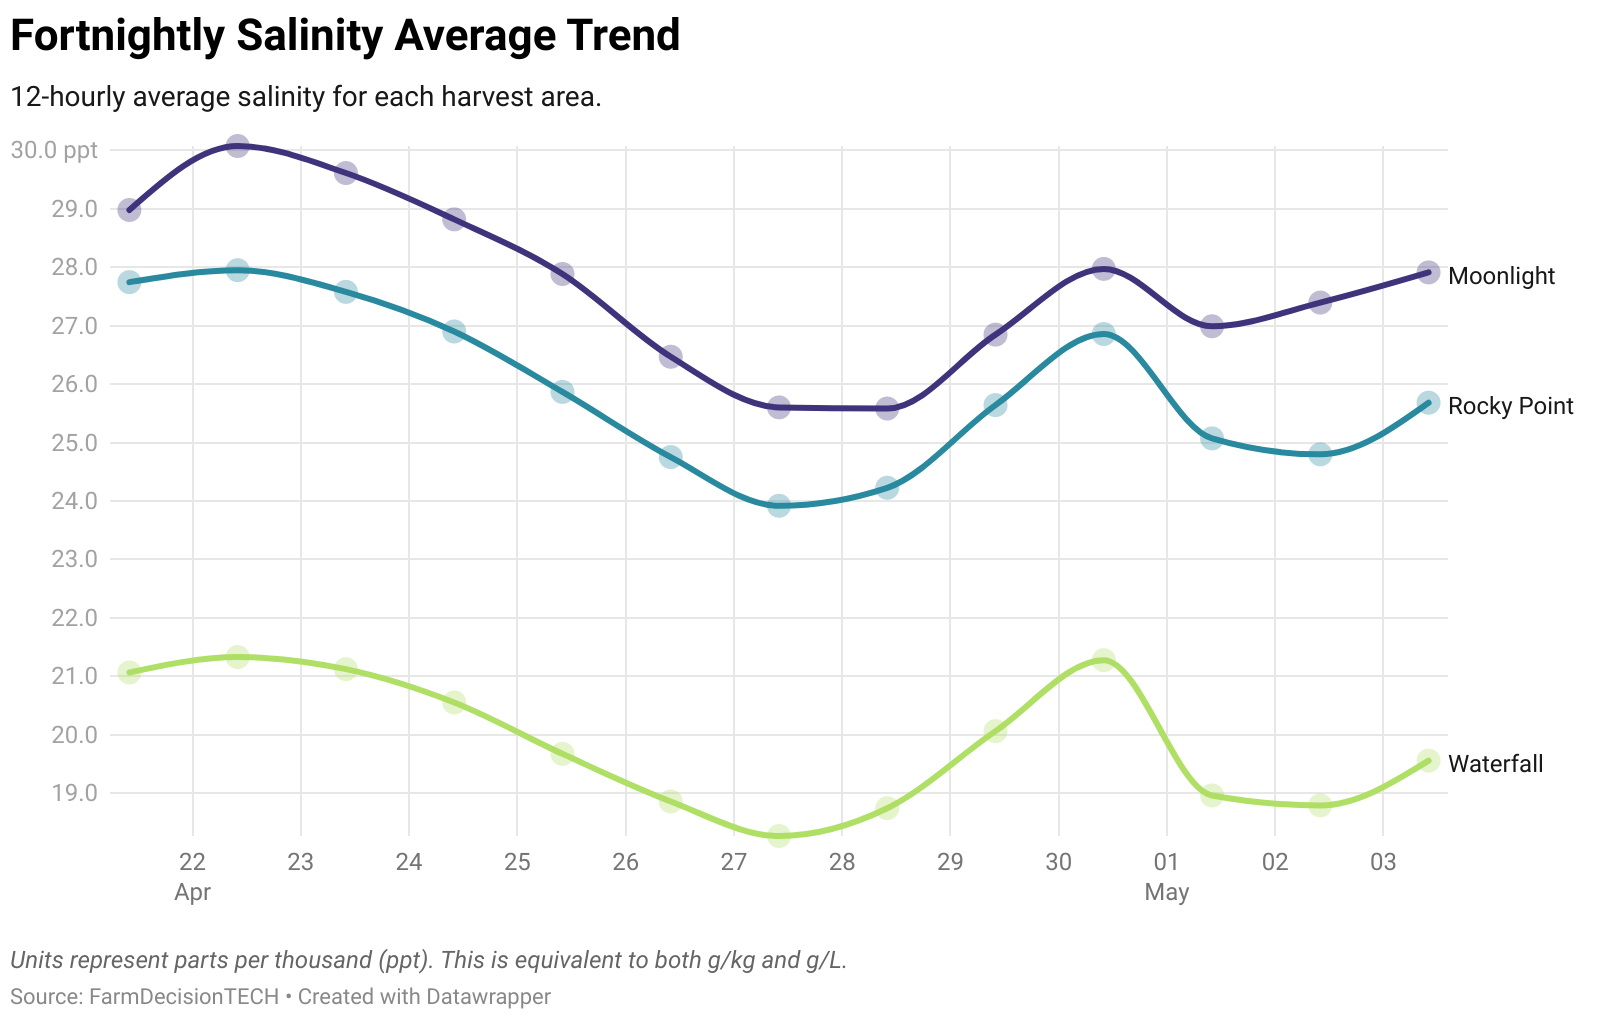 Fortnightly Salinity Average Trend
12-hourly average salinity for each harvest area.
30.0 ppt
29.0
28.0
27.0
26.0
25.0
24.0
23.0
22.0
21.0
20.0
19.0
Moonlight
Rocky Point
Waterfall
22 23 24 25 26 27 28 29 30 01 02 03
Apr May
Units represent parts per thousand (ppt). This is equivalent to both g/kg and g/L.
Source: FarmDecisionTECH • Created with Datawrapper